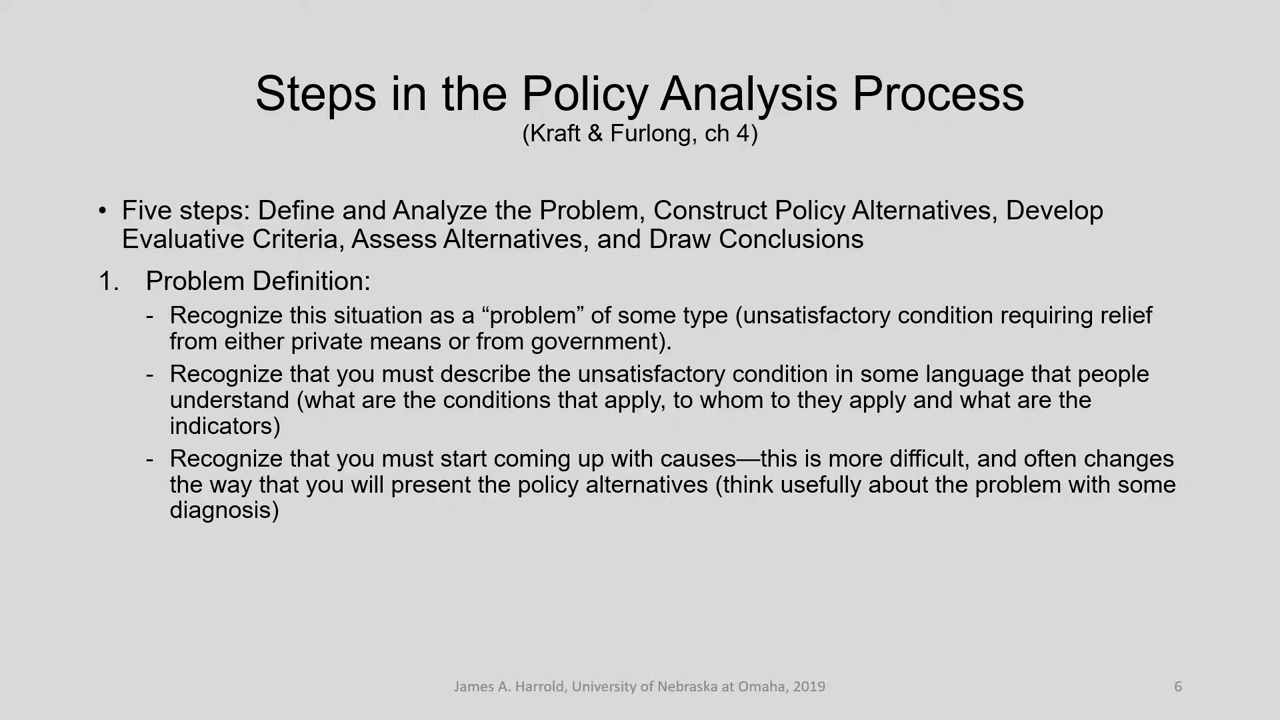 Steps in the Policy Analysis Process
(Kraft & Furlong, ch 4)
• Five steps: Define and Analyze the Problem, Construct Policy Alternatives, Develop
Evaluative Criteria, Assess Alternatives, and Draw Conclusions
1. Problem Definition:
- Recognize this situation as a “problem” of some type (unsatisfactory condition requiring relief
from either private means or from government).
- Recognize that you must describe the unsatisfactory condition in some language that people
understand (what are the conditions that apply, to whom to they apply and what are the
indicators)
- Recognize that you must start coming up with causes—this is more difficult, and often changes
the way that you will present the policy alternatives (think usefully about the problem with some
diagnosis)
James A. Harrold, University of Nebraska at Omaha, 2019
6